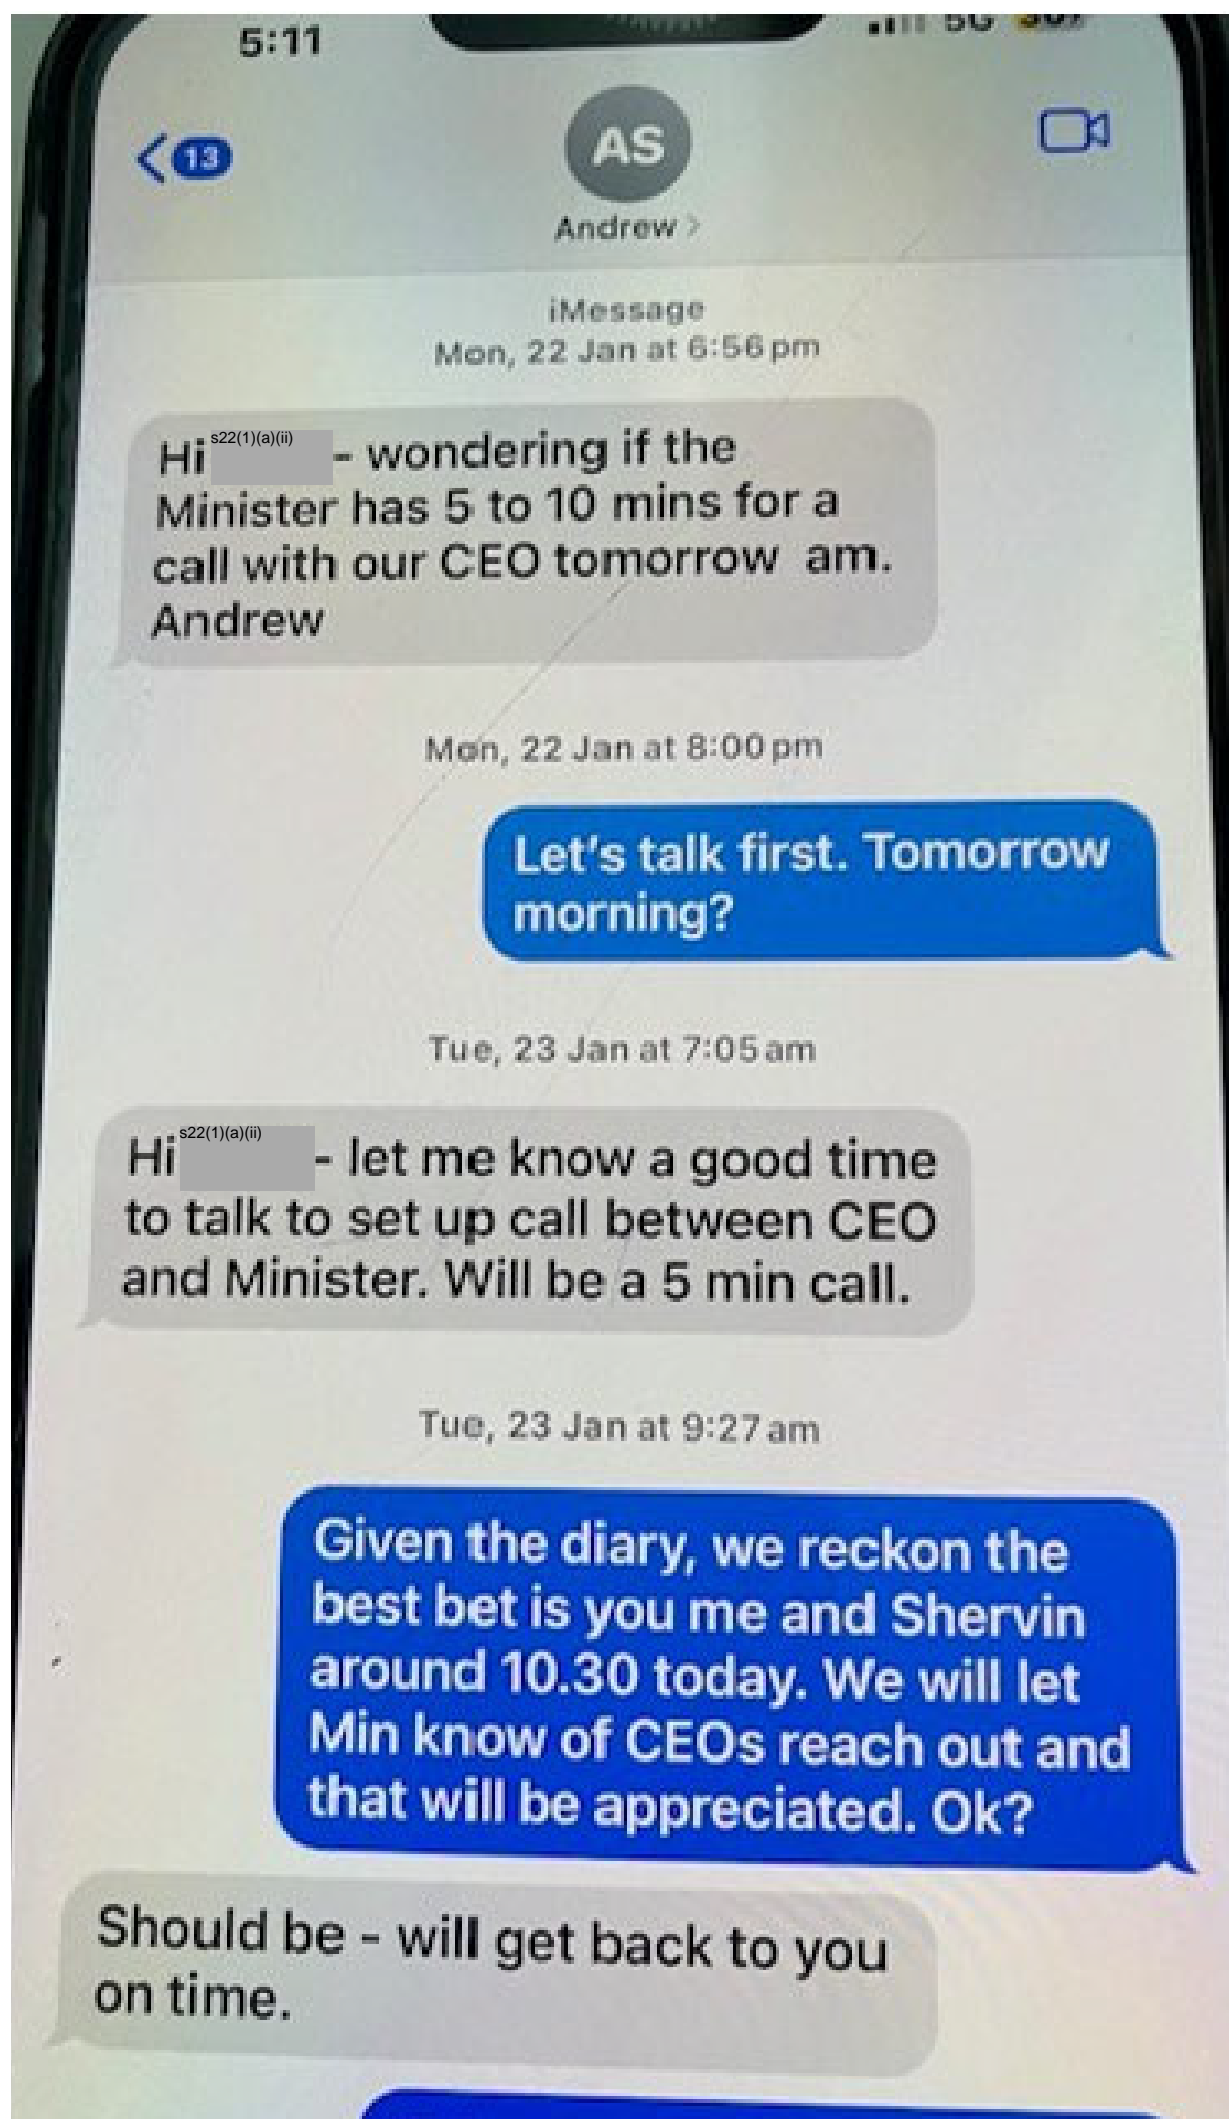 5:11
5G
13
AS
Andrew
iMessage
Mon, 22 Jan at 6:56 pm
s22(1)(a)(ii)
Hi - wondering if the
Minister has 5 to 10 mins for a
call with our CEO tomorrow am.
Andrew
Mon, 22 Jan at 8:00 pm
Let's talk first. Tomorrow
morning?
Tue, 23 Jan at 7:05 am
s22(1)(a)(ii)
Hi - let me know a good time
to talk to set up call between CEO
and Minister. Will be a 5 min call.
Tue, 23 Jan at 9:27 am
Given the diary, we reckon the
best bet is you me and Shervin
around 10.30 today. We will let
Min know of CEOs reach out and
that will be appreciated. Ok?
Should be - will get back to you
on time.